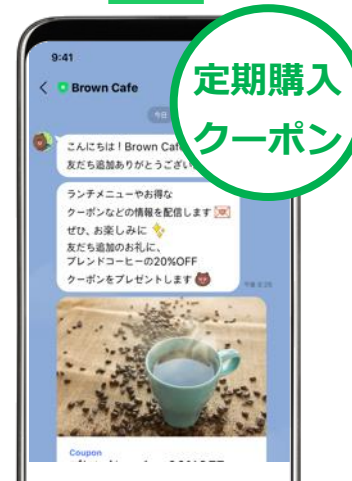 9:41
定期購入
クーポン
Brown Cafe
今日
こんにちは！Brown Caf
友だち追加ありがとうござい
ランチメニューやお得な
クーポンなどの情報を配信します
ぜひ、お楽しみに
友だち追加のお礼に、
ブレンドコーヒーの20%OFF
クーポンをプレゼントします
Coupon